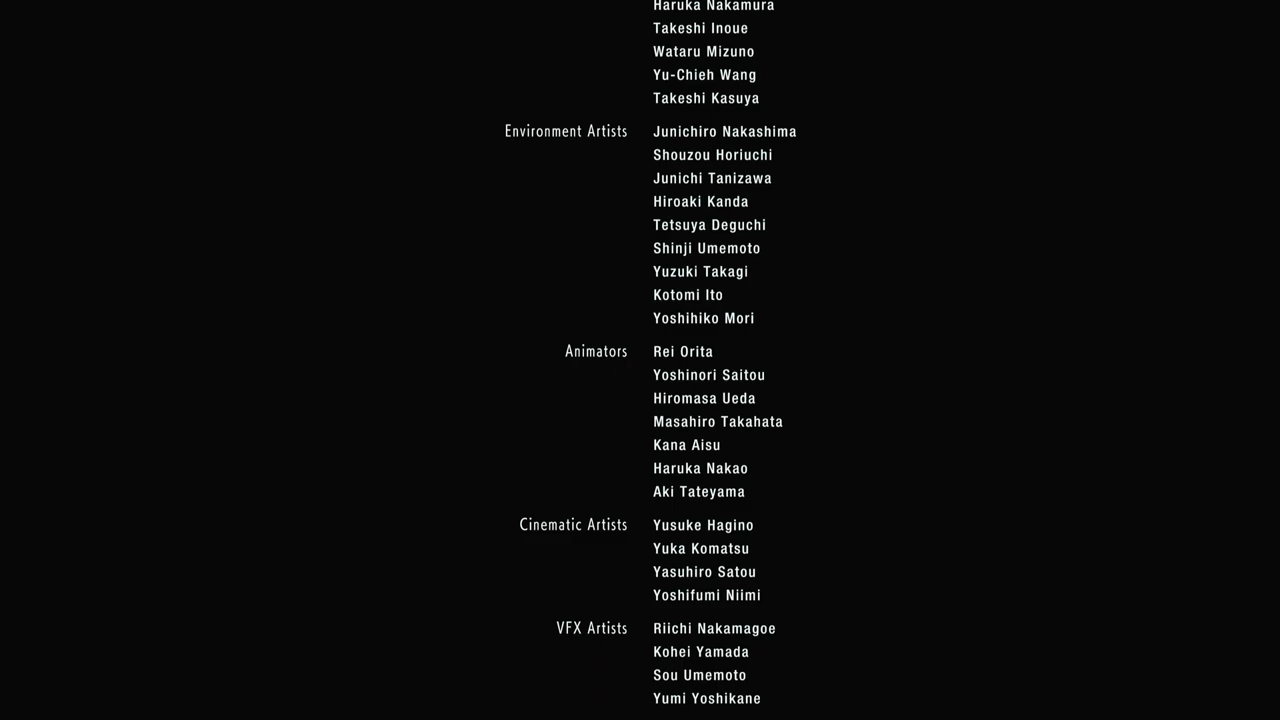 Haruka Nakamura
Takeshi Inoue
Wataru Mizuno
Yu-Chieh Wang
Takeshi Kasuya
Environment Artists Junichiro Nakashima
Shouzou Horiuchi
Junichi Tanizawa
Hiroaki Kanda
Tetsuya Deguchi
Shinji Umemoto
Yuzuki Takagi
Kotomi Ito
Yoshihiko Mori
Animators Rei Orita
Yoshinori Saitou
Hiromasa Ueda
Masahiro Takahata
Kana Aisu
Haruka Nakao
Aki Tateyama
Cinematic Artists Yusuke Hagino
Yuka Komatsu
Yasuhiro Satou
Yoshifumi Niimi
VFX Artists Riichi Nakamagoe
Kohei Yamada
Sou Umemoto
Yumi Yoshikane